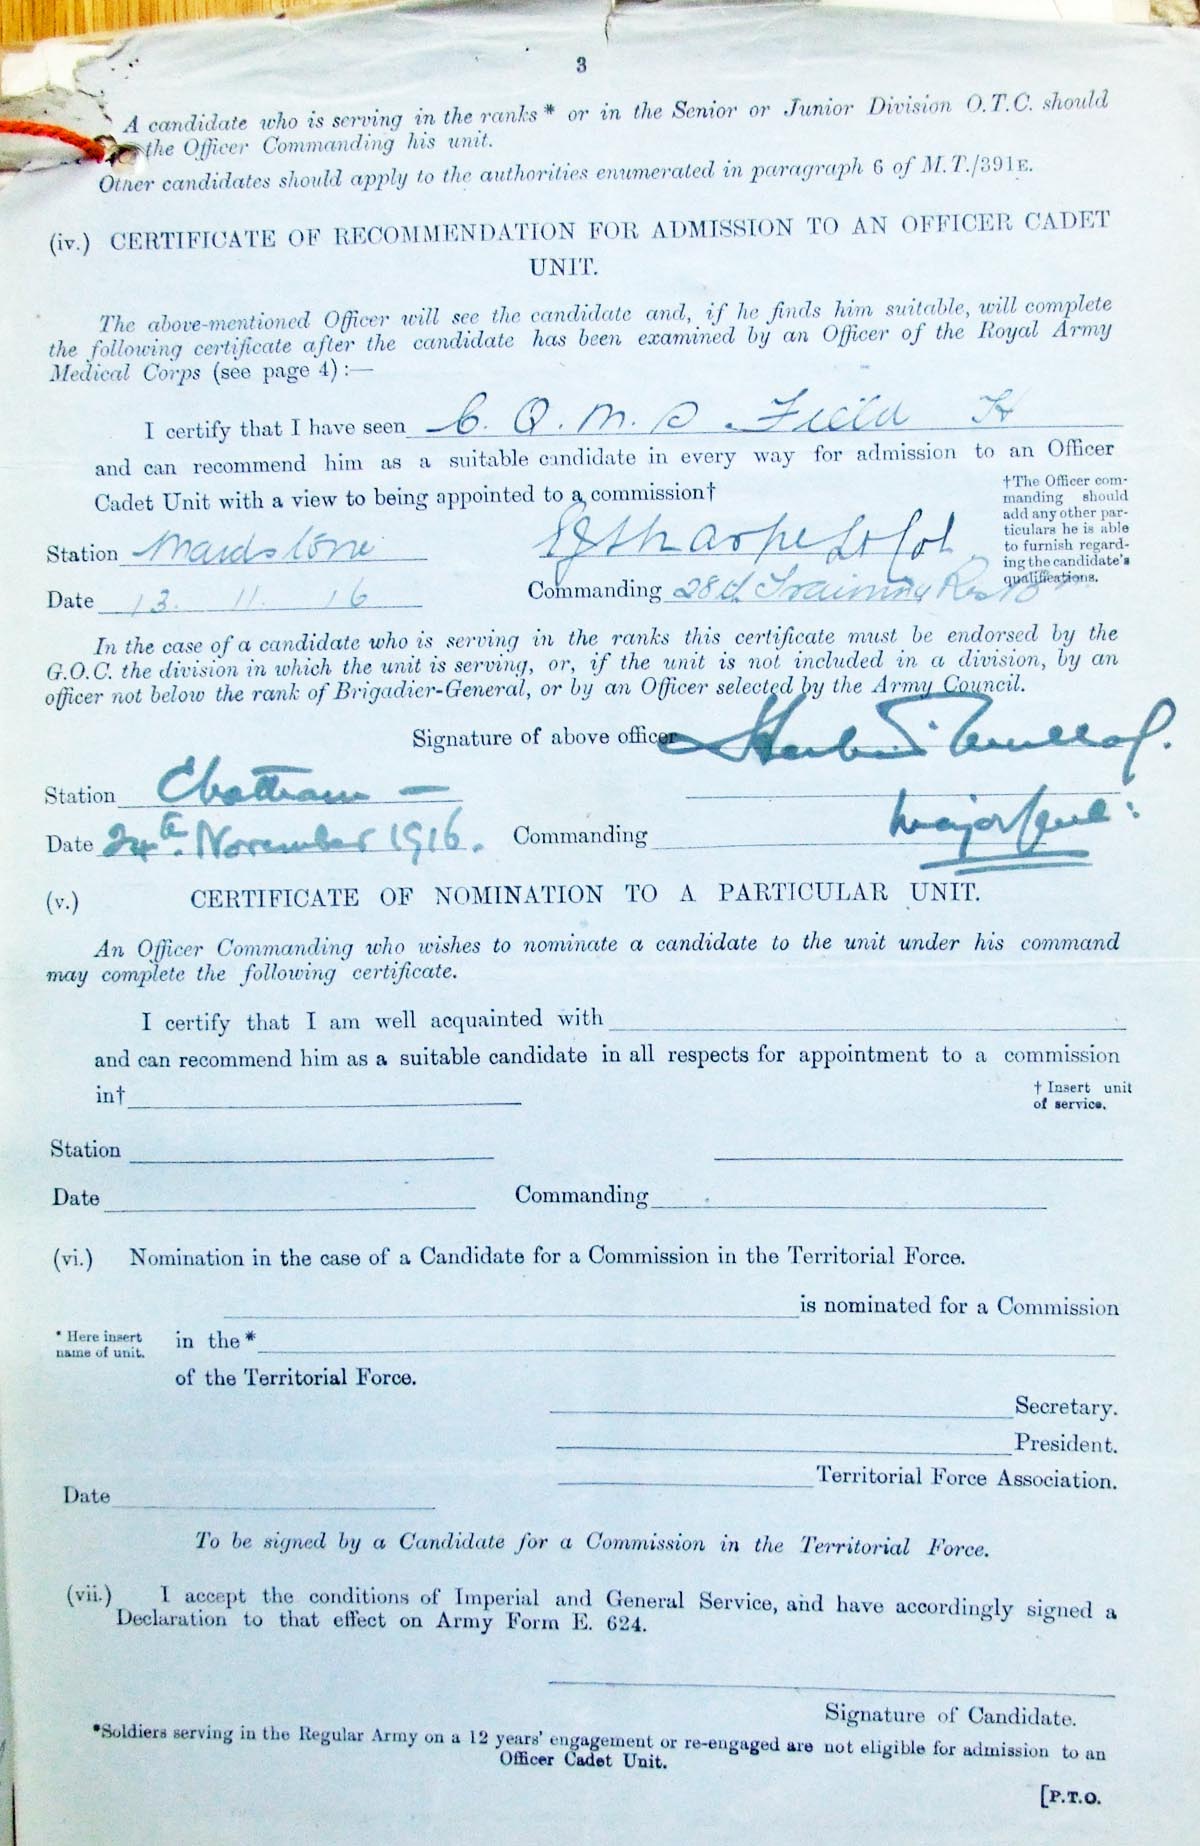 3
A candidate who is serving in the ranks* or in the Senior or Junior Division O.T.C. should
the Officer Commanding his unit.
Other candidates should apply to the authorities enumerated in paragraph 6 of M.T./391E.
(iv.) CERTIFICATE OF RECOMMENDATION FOR ADMISSION TO AN OFFICER CADET
UNIT.
The above-mentioned Officer will see the candidate and, if he finds him suitable, will complete
the following certificate after the candidate has been examined by an Officer of the Royal Army
Medical Corps (see page 4):—
I certify that I have seen C. Q. M. S. Field H
and can recommend him as a suitable candidate in every way for admission to an Officer
Cadet Unit with a view to being appointed to a commission†
†The Officer com-
manding should
add any other par-
ticulars he is able
to furnish regard-
ing the candidate's
qualifications.
Station Maidstone
Sharpe Lt Col.
Date 13. 11. 16
Commanding 28th Training Res Bn
In the case of a candidate who is serving in the ranks this certificate must be endorsed by the
G.O.C. the division in which the unit is serving, or, if the unit is not included in a division, by an
officer not below the rank of Brigadier-General, or by an Officer selected by the Army Council.
Signature of above officer
Station Chatham —
Date 24th. November 1916.
Commanding
Major Genl:
(v.) CERTIFICATE OF NOMINATION TO A PARTICULAR UNIT.
An Officer Commanding who wishes to nominate a candidate to the unit under his command
may complete the following certificate.
I certify that I am well acquainted with
and can recommend him as a suitable candidate in all respects for appointment to a commission
in†
† Insert unit
of service.
Station
Date
Commanding
(vi.) Nomination in the case of a Candidate for a Commission in the Territorial Force.
is nominated for a Commission
* Here insert
name of unit.
in the*
of the Territorial Force.
Secretary.
President.
Territorial Force Association.
Date
To be signed by a Candidate for a Commission in the Territorial Force.
(vii.) I accept the conditions of Imperial and General Service, and have accordingly signed a
Declaration to that effect on Army Form E. 624.
Signature of Candidate.
*Soldiers serving in the Regular Army on a 12 years' engagement or re-engaged are not eligible for admission to an
Officer Cadet Unit.
[P.T.O.